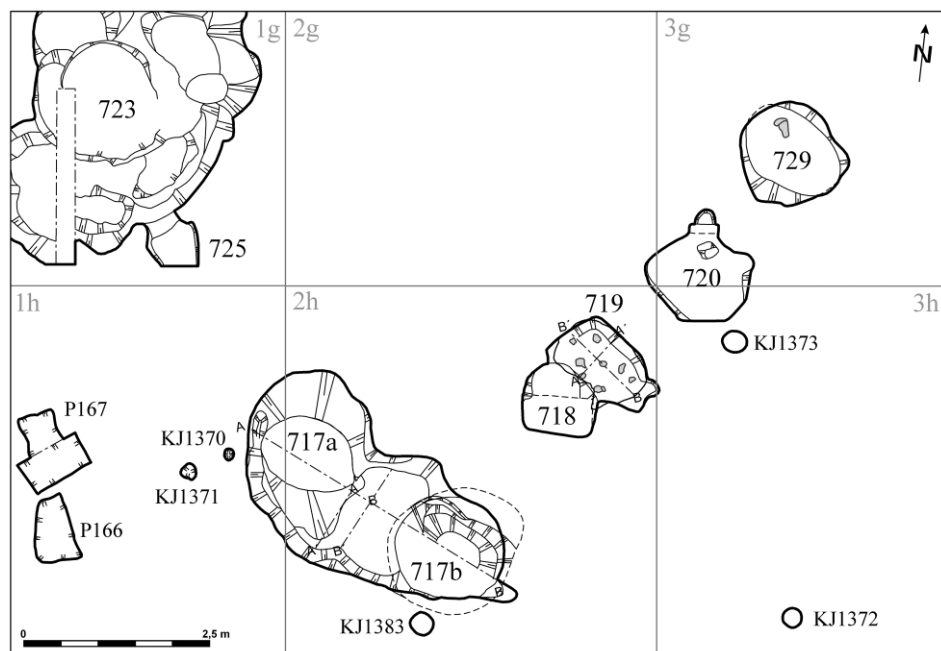 1g
2g
3g
N
723
729
725
720
1h
2h
719
3h
B'
A'
KJ1373
A
B
718
P167
A
717a
KJ1370
KJ1371
A'
B'
P166
A
B
717b
B
KJ1383
KJ1372
0
2,5 m